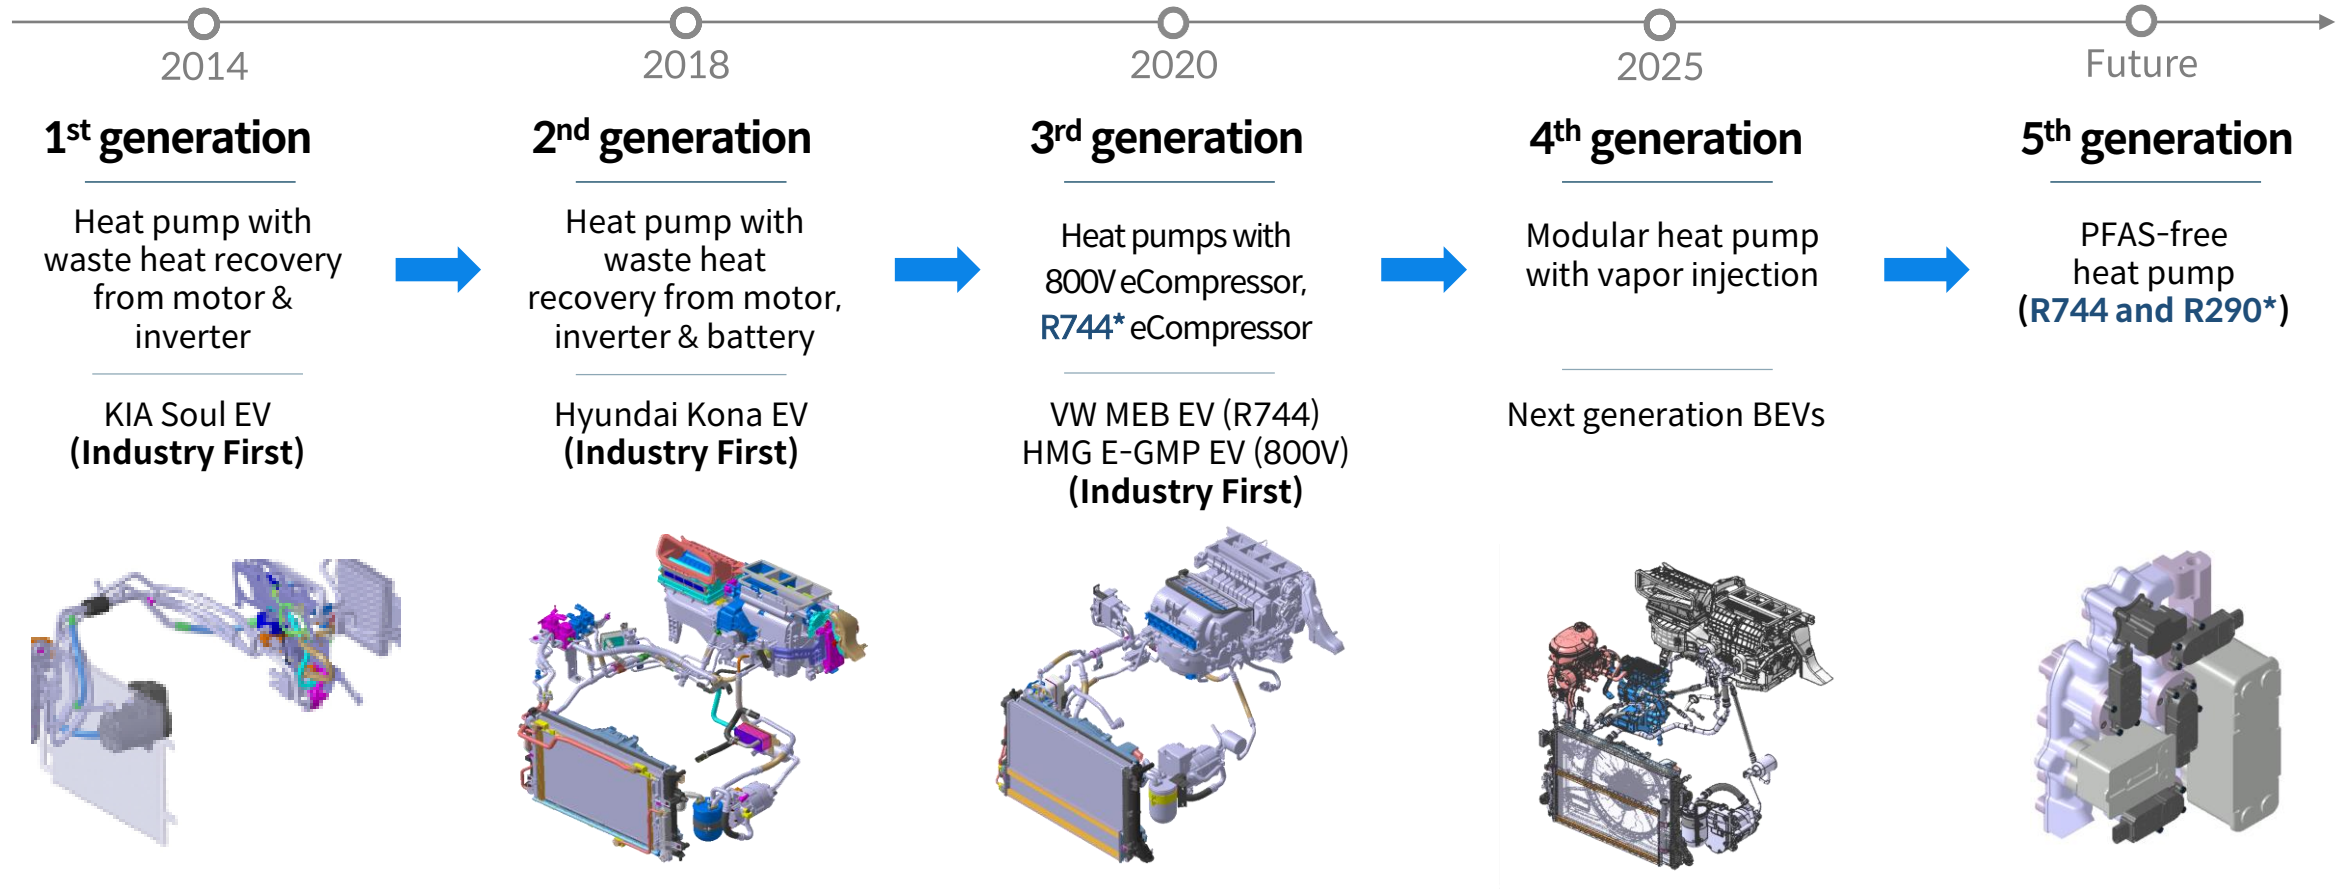 2014
2018
2020
2025
Future
1st generation
Heat pump with
waste heat recovery
from motor &
inverter
KIA Soul EV
(Industry First)
2nd generation
Heat pump with
waste heat
recovery from motor,
inverter & battery
Hyundai Kona EV
(Industry First)
3rd generation
Heat pumps with
800V eCompressor,
R744* eCompressor
VW MEB EV (R744)
HMG E-GMP EV (800V)
(Industry First)
4th generation
Modular heat pump
with vapor injection
Next generation BEVs
5th generation
PFAS-free
heat pump
(R744 and R290*)